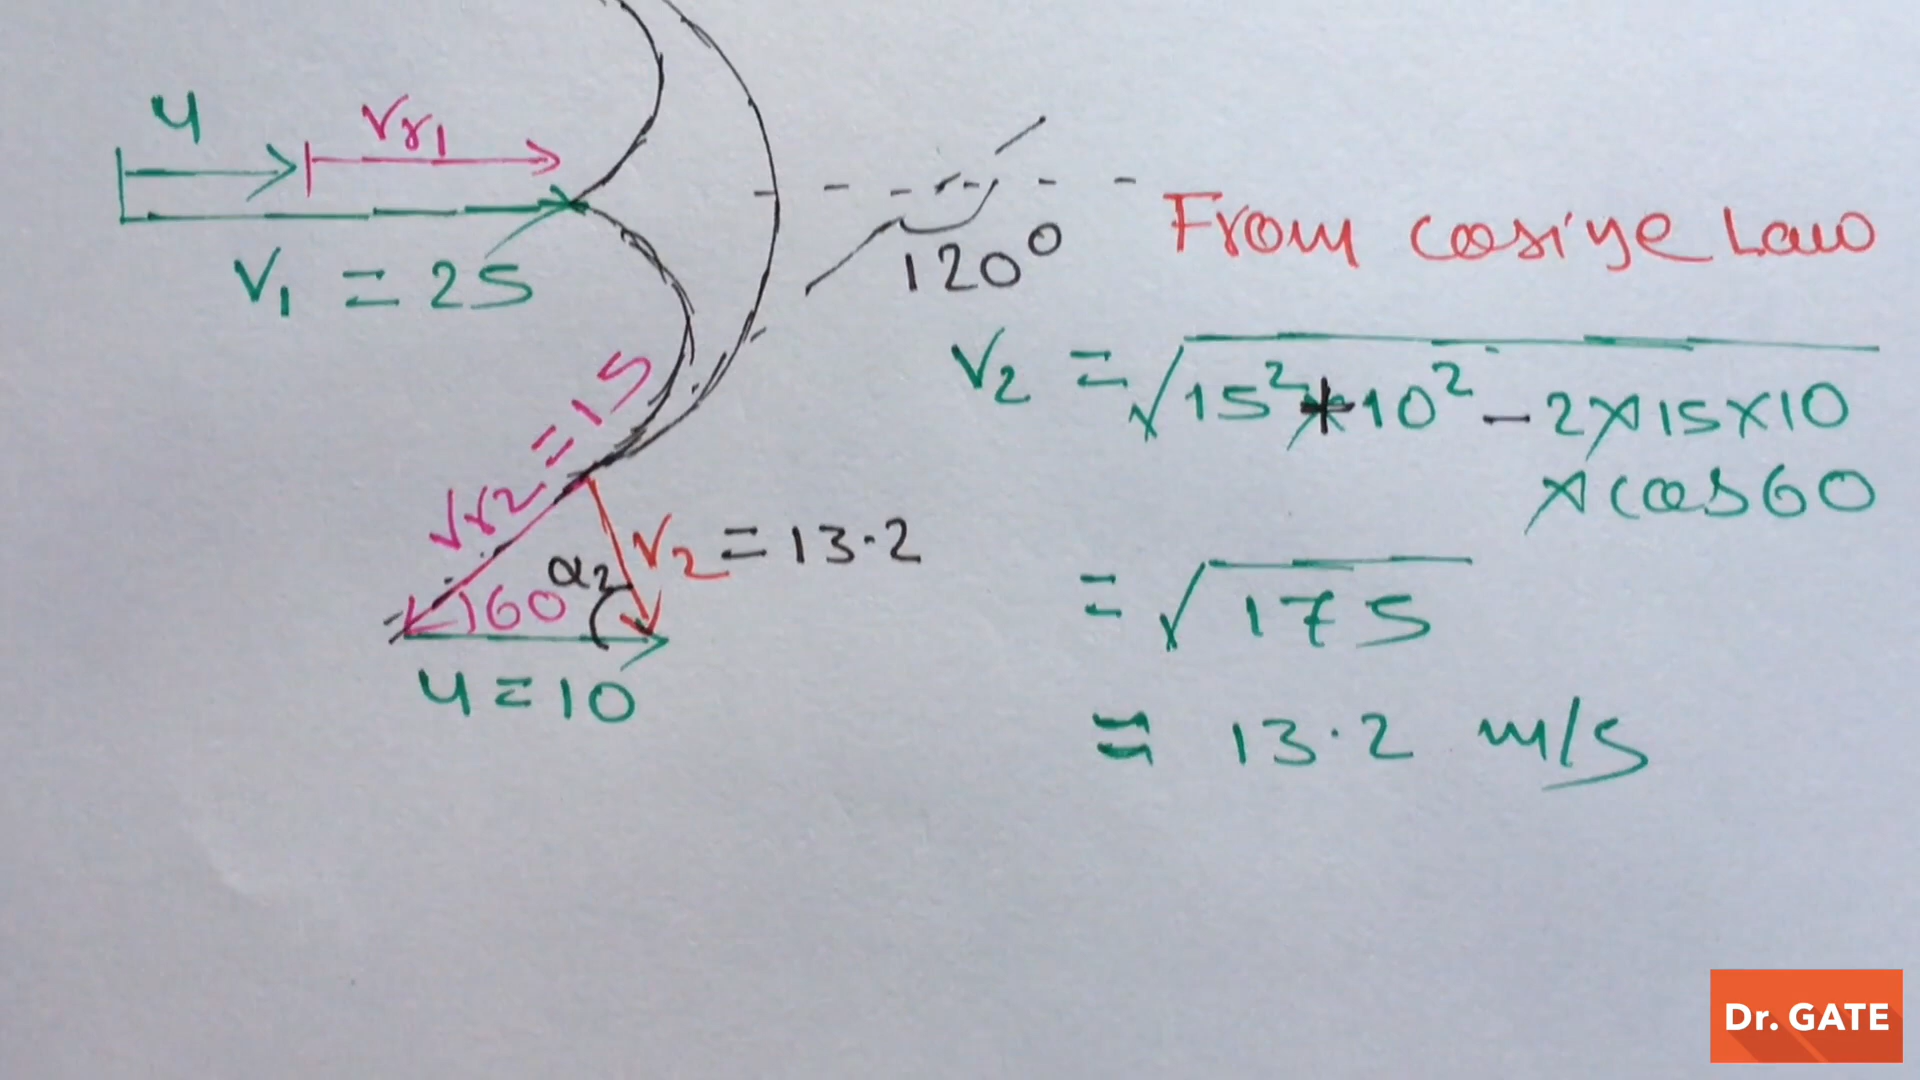 u
Vr1
V1 = 25
120°
From cosine Law
V2 = √15²+10² - 2×15×10
×cos60
Vr2 = 15
α2
V2 = 13.2
60
= √175
u = 10
= 13.2 m/s
Dr. GATE